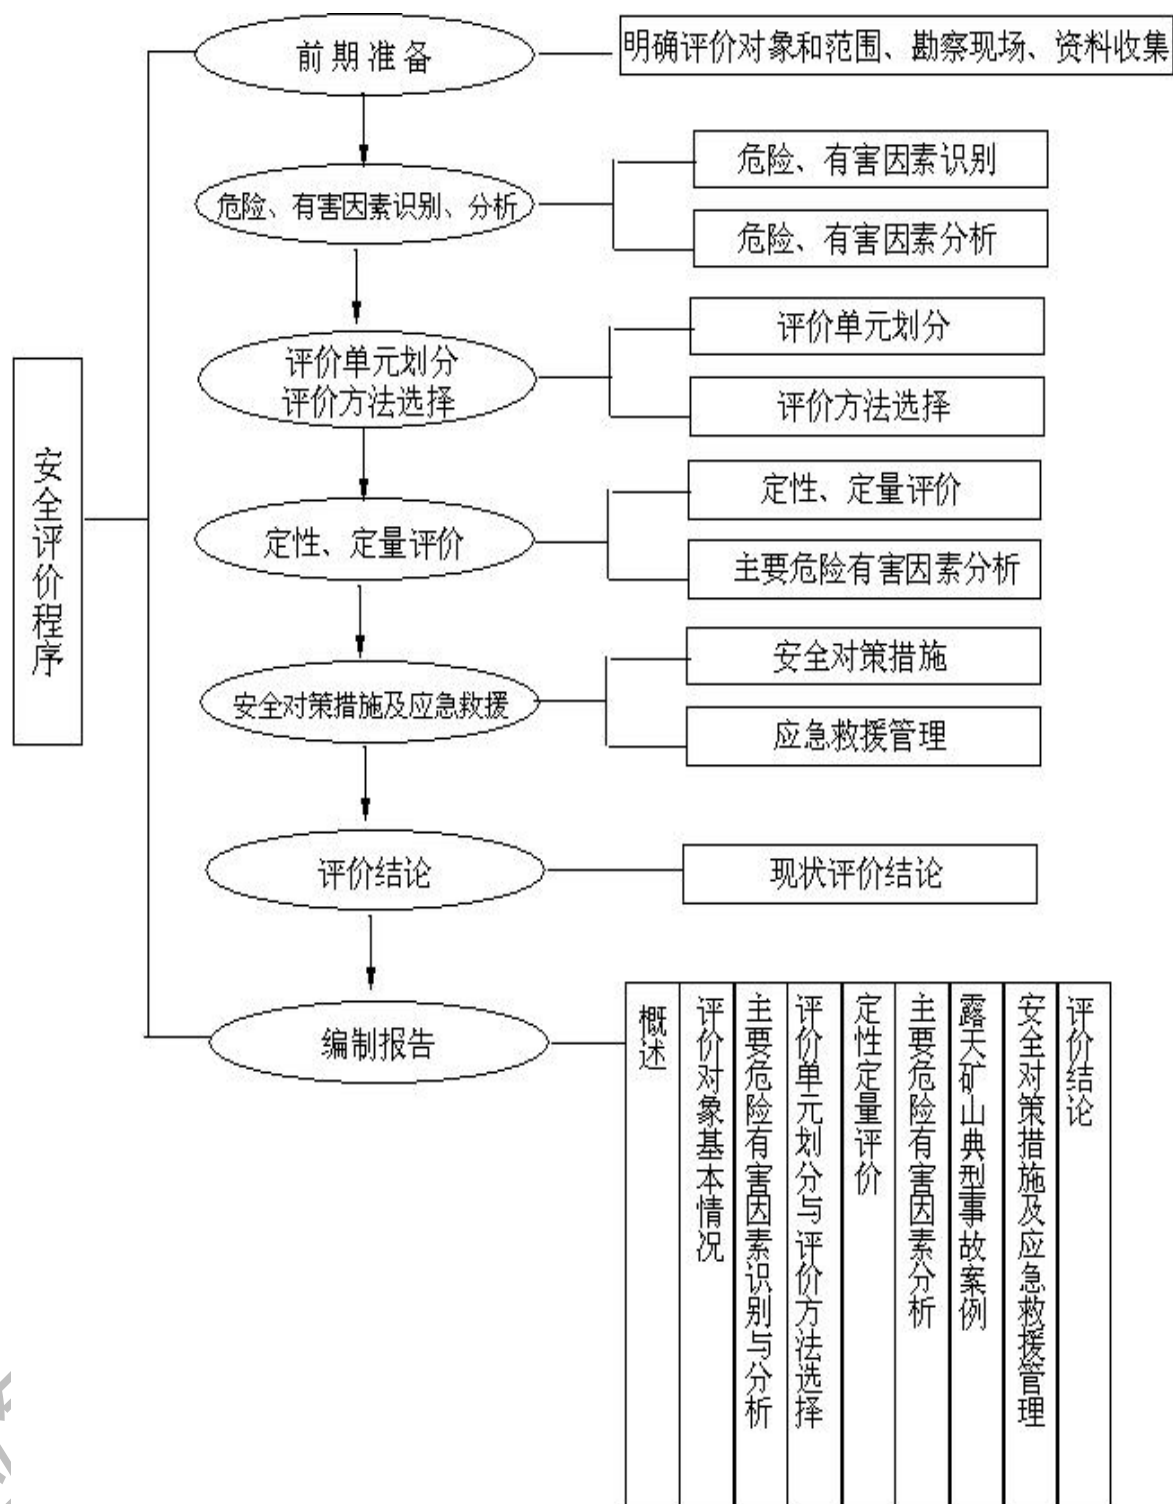 前期准备
明确评价对象和范围、勘察现场、资料收集
危险、有害因素识别、分析
危险、有害因素识别
危险、有害因素分析
评价单元划分
评价方法选择
评价单元划分
评价方法选择
安全评价程序
定性、定量评价
定性、定量评价
主要危险有害因素分析
安全对策措施及应急救援
安全对策措施
应急救援管理
评价结论
现状评价结论
编制报告
概述
评价对象基本情况
主要危险有害因素识别与分析
评价单元划分与评价方法选择
定性定量评价
主要危险有害因素分析
露天矿山典型事故案例
安全对策措施及应急救援管理
评价结论